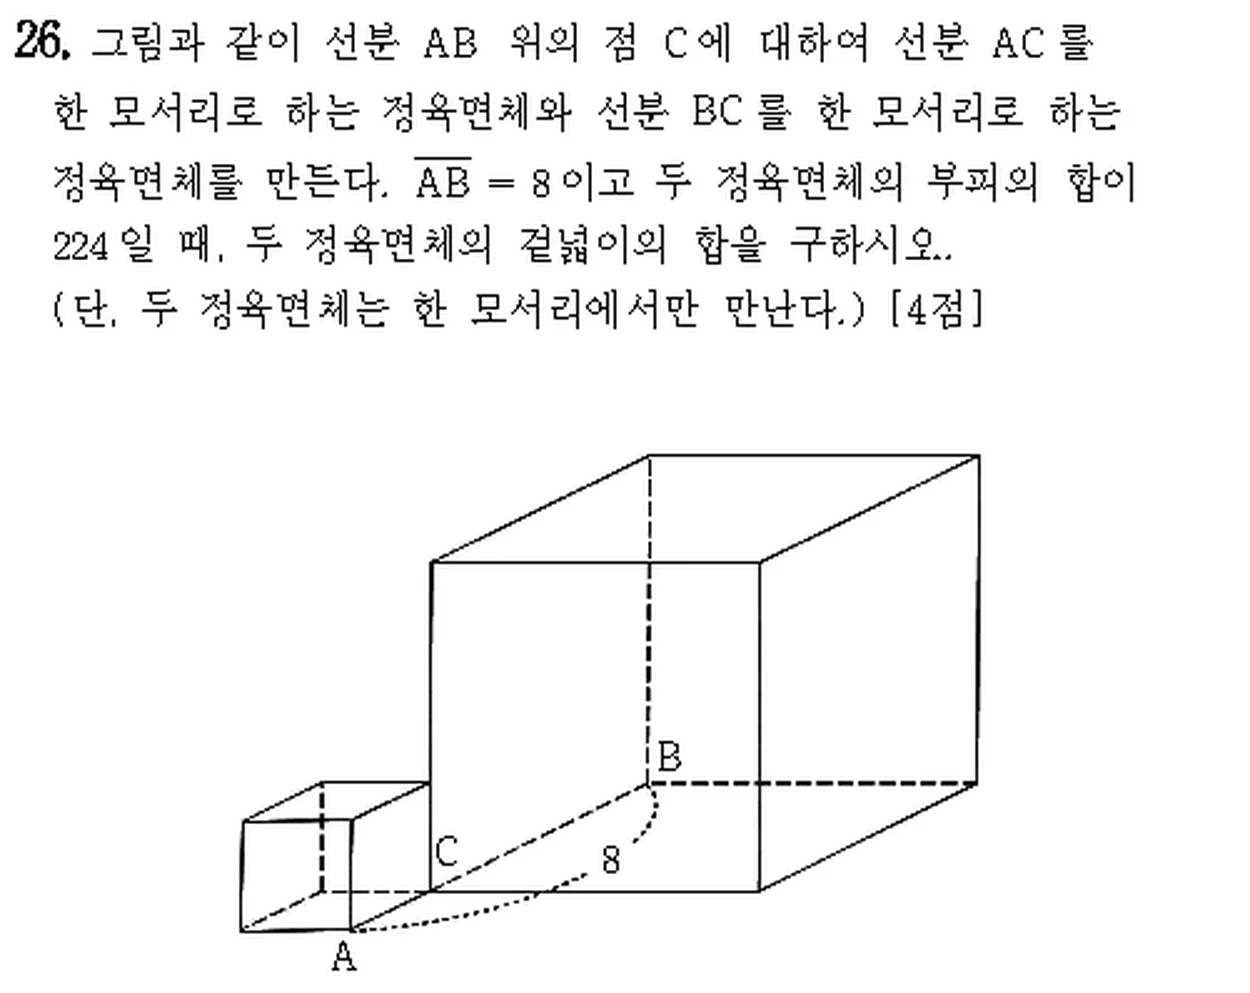 26. 그림과 같이 선분 AB 위의 점 C에 대하여 선분 AC를
한 모서리로 하는 정육면체와 선분 BC를 한 모서리로 하는
정육면체를 만든다. AB = 8이고 두 정육면체의 부피의 합이
224일 때, 두 정육면체의 겉넓이의 합을 구하시오..
(단, 두 정육면체는 한 모서리에서만 만난다.) [4점]
B
C
8
A